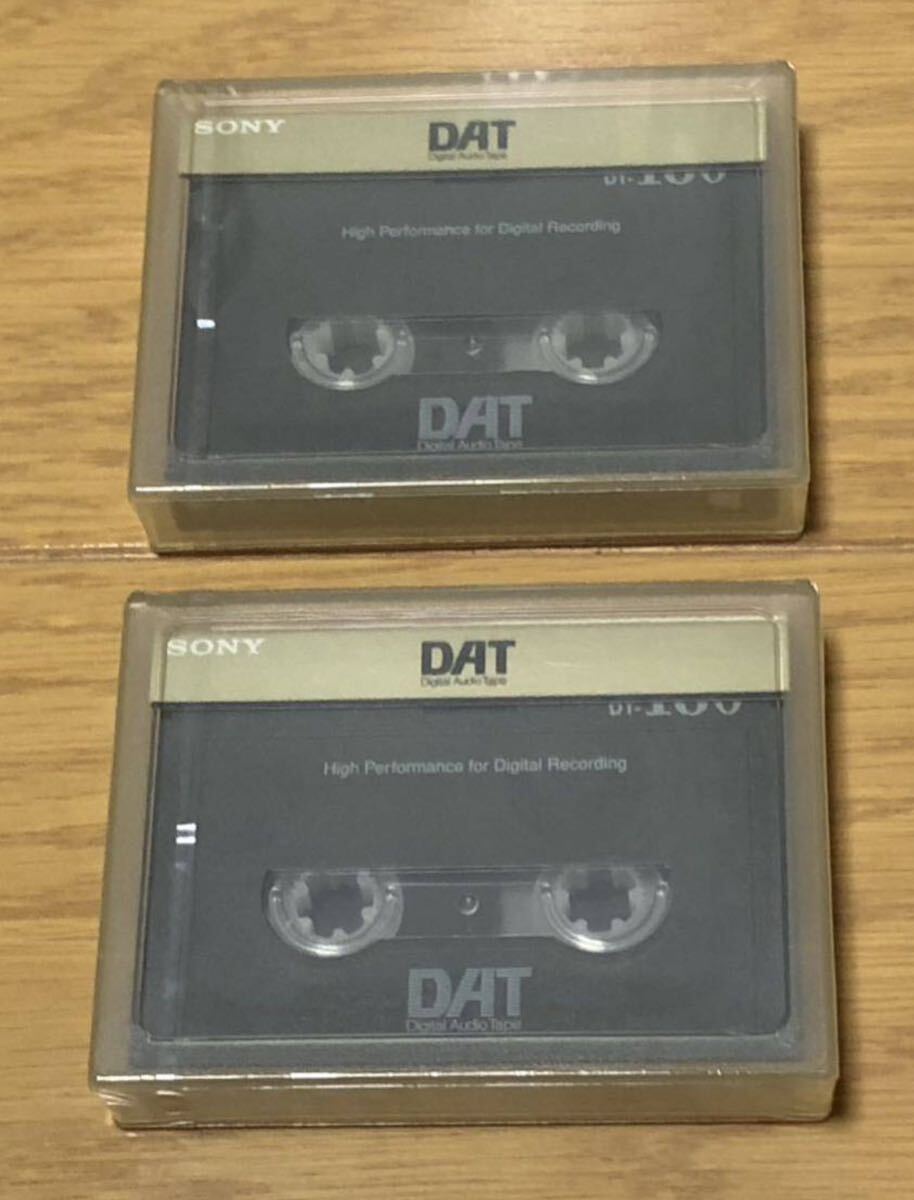 SONY
DAT
Digital Audio Tape
High Performance for Digital Recording
DAT
Digital Audio Tape
SONY
DAT
Digital Audio Tape
High Performance for Digital Recording
DAT
Digital Audio Tape